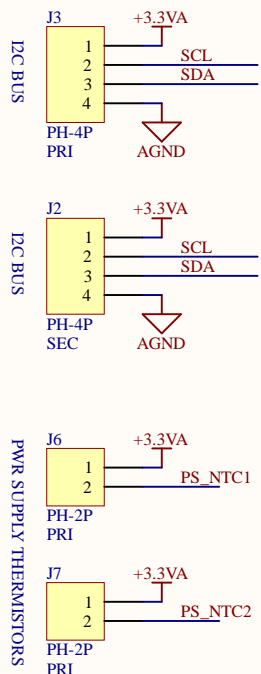 J3
+3.3VA
1
2
SCL
3
SDA
4
PH-4P
AGND
PRI
I2C BUS
J2
+3.3VA
1
2
SCL
3
SDA
4
PH-4P
AGND
SEC
I2C BUS
J6
+3.3VA
1
2
PS_NTC1
PH-2P
PRI
J7
+3.3VA
1
2
PS_NTC2
PH-2P
PRI
PWR SUPPLY THERMISTORS